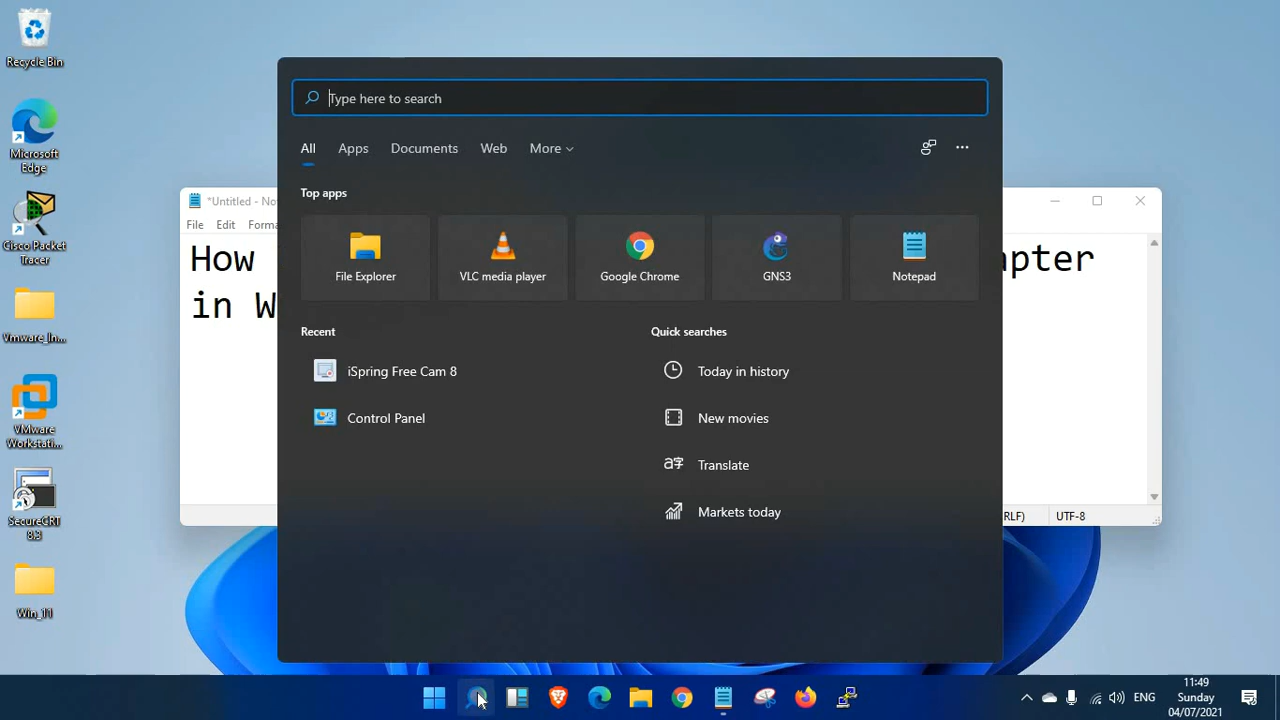 Recycle Bin
Microsoft
Edge
Cisco Packet
Tracer
Vmware_In...
VMware
Workstati...
SecureCRT
8.3
Win_11
*Untitled - No
File Edit Forma
How
apter
in W
RLF) UTF-8
Type here to search
All Apps Documents Web More
Top apps
File Explorer VLC media player Google Chrome GNS3 Notepad
Recent
iSpring Free Cam 8
Control Panel
Quick searches
Today in history
New movies
Translate
Markets today
ENG
11:49
Sunday
04/07/2021